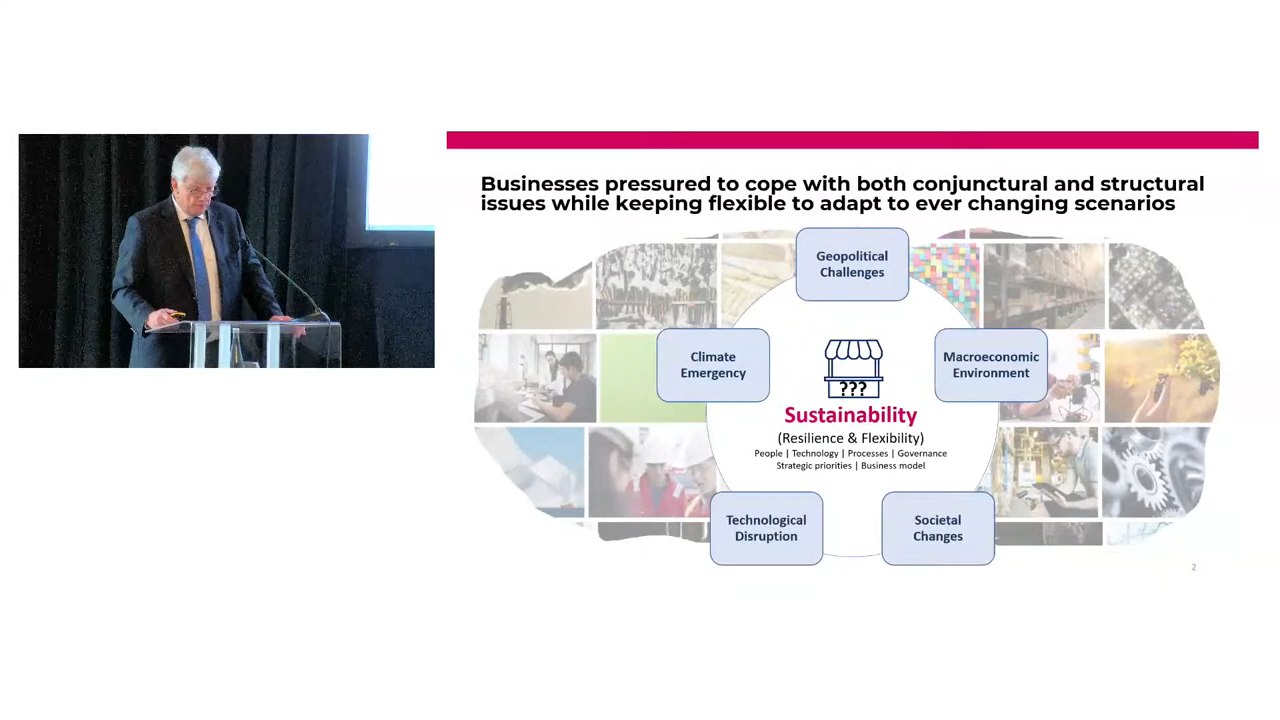 Businesses pressured to cope with both conjunctural and structural
issues while keeping flexible to adapt to ever changing scenarios
Geopolitical
Challenges
Climate
Emergency
Macroeconomic
Environment
???
Sustainability
(Resilience & Flexibility)
People | Technology | Processes | Governance
Strategic priorities | Business model
Technological
Disruption
Societal
Changes
2